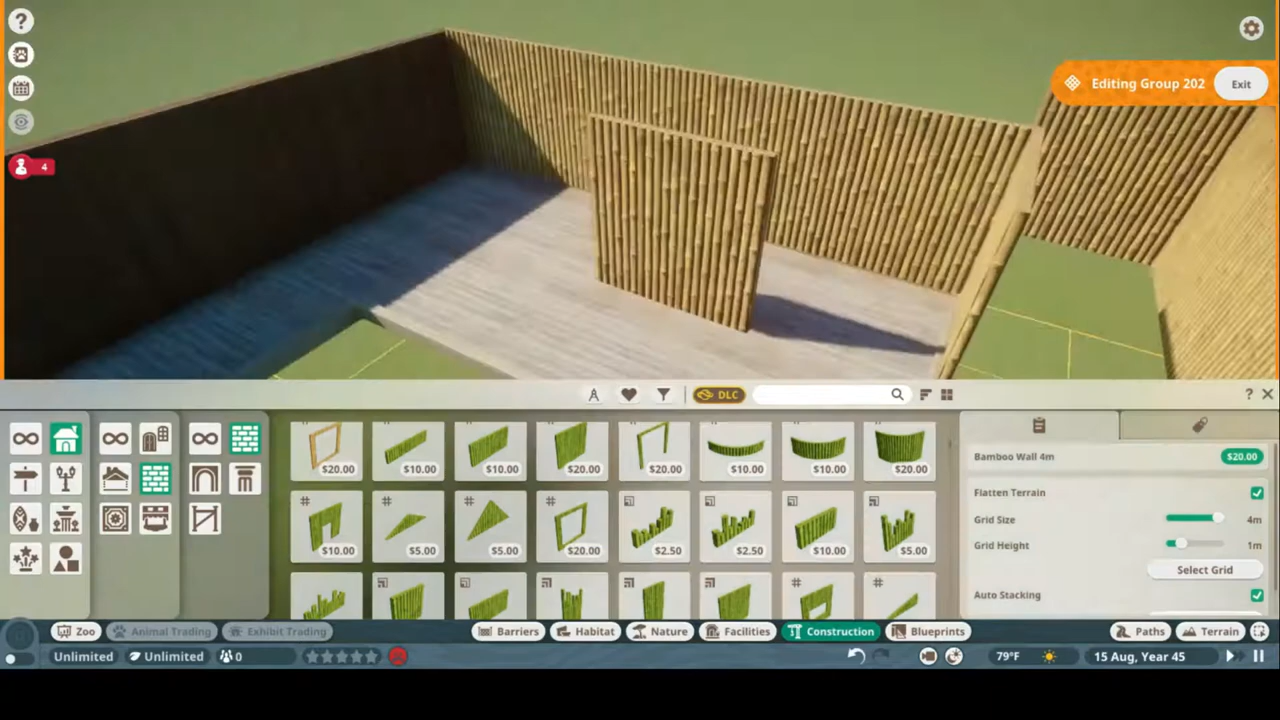 ?
Editing Group 202
Exit
4
DLC
? ×
$20.00 $10.00 $10.00 $20.00 $20.00 $10.00 $10.00 $20.00
Bamboo Wall 4m $20.00
Flatten Terrain
Grid Size 4m
Grid Height 1m
Select Grid
Auto Stacking
$10.00 $5.00 $5.00 $20.00 $2.50 $2.50 $10.00 $5.00
Zoo Animal Trading Exhibit Trading Barriers Habitat Nature Facilities Construction Blueprints Paths Terrain
Unlimited Unlimited 0 79°F 15 Aug, Year 45